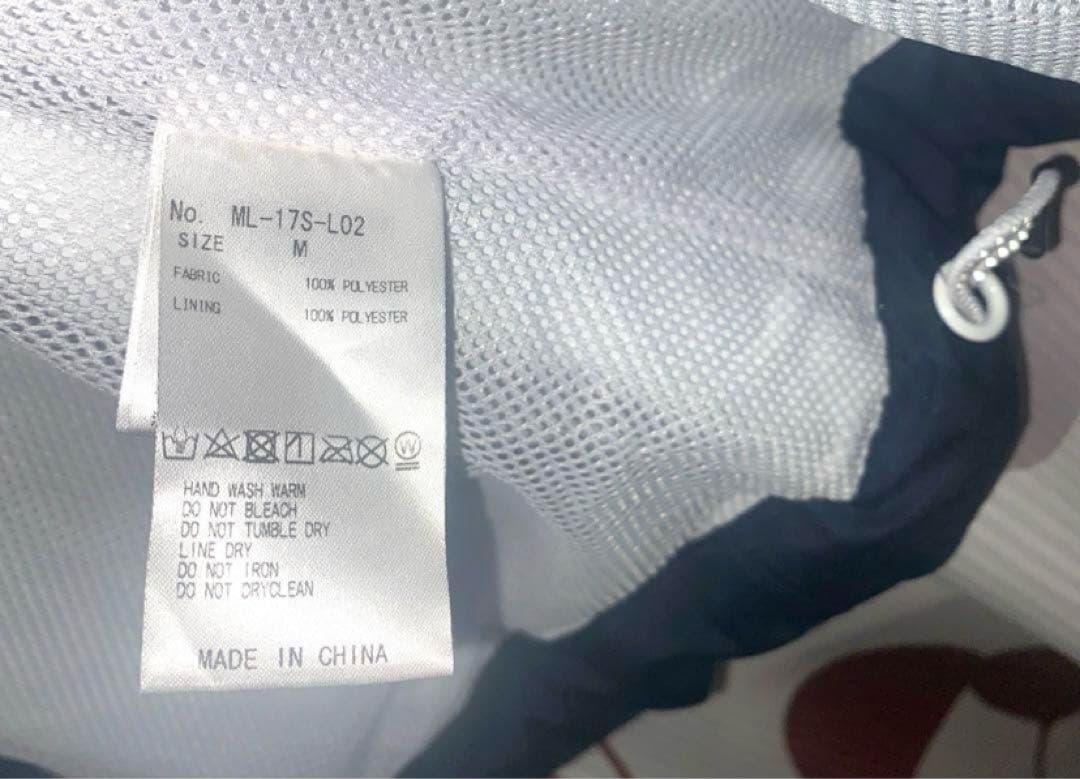 No. ML-17S-L02
SIZE M
FABRIC 100% POLYESTER
LINING 100% POLYESTER
W
HAND WASH WARM
DO NOT BLEACH
DO NOT TUMBLE DRY
LINE DRY
DO NOT IRON
DO NOT DRYCLEAN
MADE IN CHINA